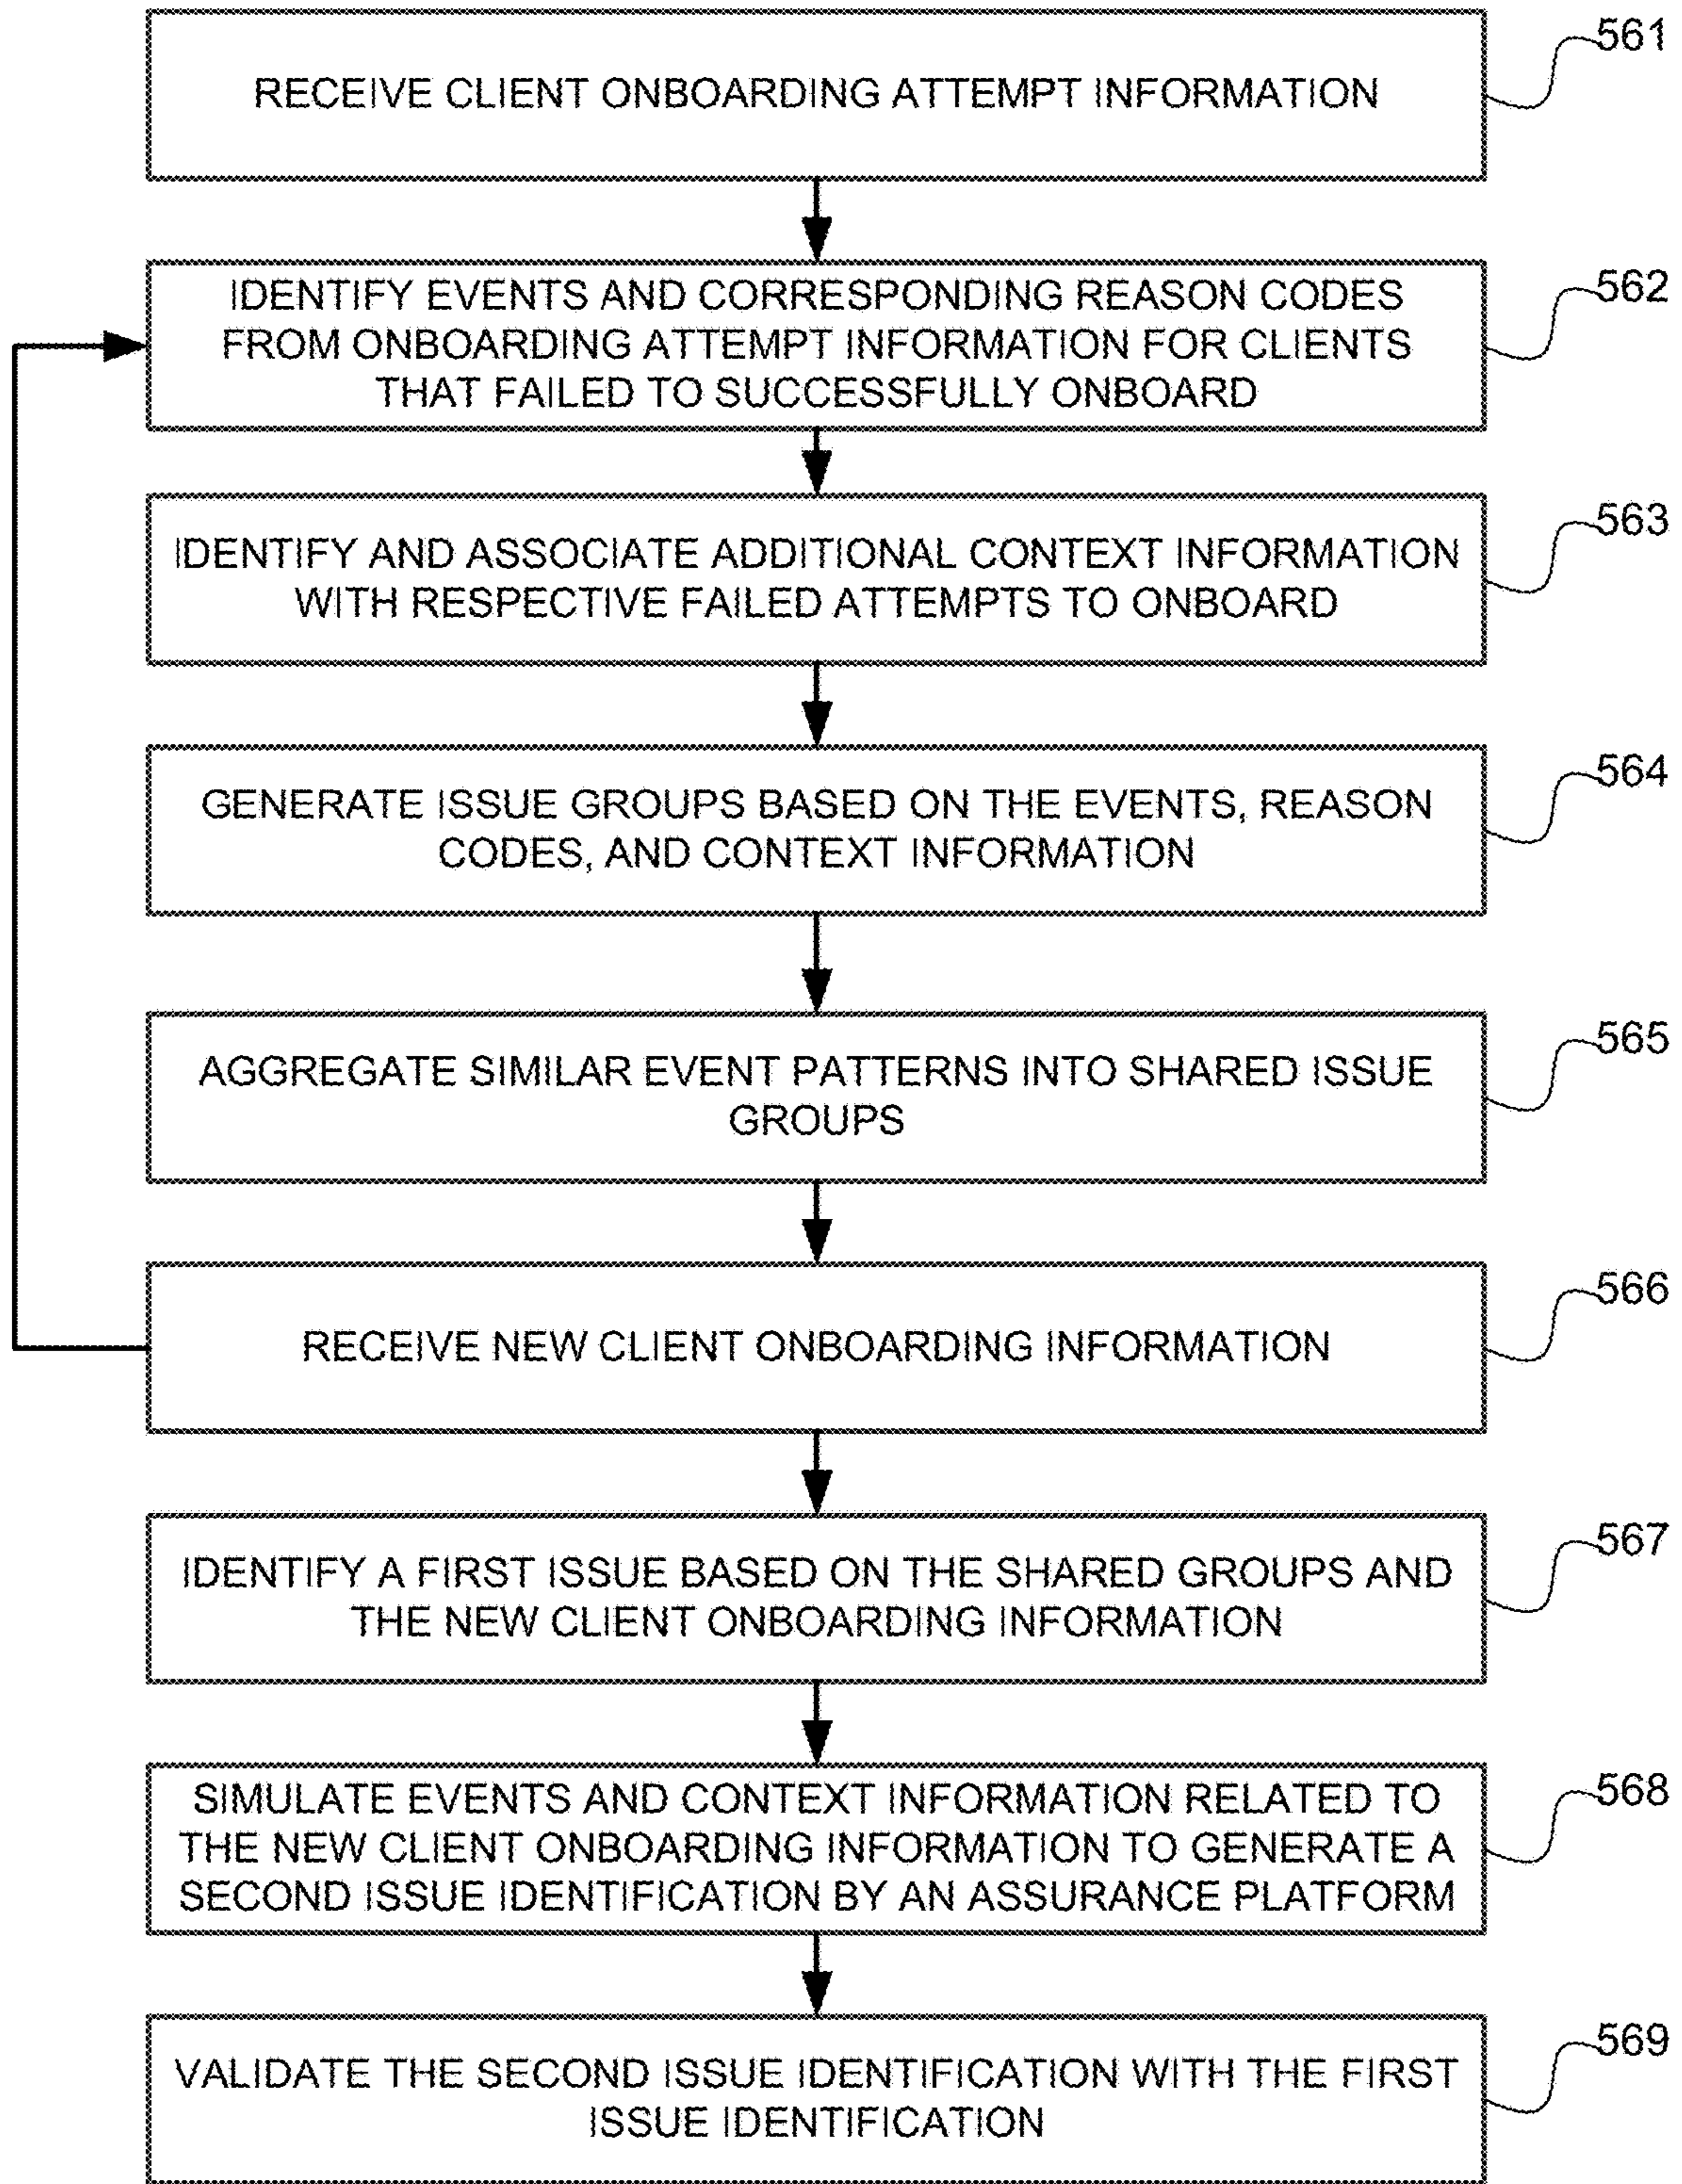 RECEIVE CLIENT ONBOARDING ATTEMPT INFORMATION
561
IDENTIFY EVENTS AND CORRESPONDING REASON CODES
FROM ONBOARDING ATTEMPT INFORMATION FOR CLIENTS
THAT FAILED TO SUCCESSFULLY ONBOARD
562
IDENTIFY AND ASSOCIATE ADDITIONAL CONTEXT INFORMATION
WITH RESPECTIVE FAILED ATTEMPTS TO ONBOARD
563
GENERATE ISSUE GROUPS BASED ON THE EVENTS, REASON
CODES, AND CONTEXT INFORMATION
564
AGGREGATE SIMILAR EVENT PATTERNS INTO SHARED ISSUE
GROUPS
565
RECEIVE NEW CLIENT ONBOARDING INFORMATION
566
IDENTIFY A FIRST ISSUE BASED ON THE SHARED GROUPS AND
THE NEW CLIENT ONBOARDING INFORMATION
567
SIMULATE EVENTS AND CONTEXT INFORMATION RELATED TO
THE NEW CLIENT ONBOARDING INFORMATION TO GENERATE A
SECOND ISSUE IDENTIFICATION BY AN ASSURANCE PLATFORM
568
VALIDATE THE SECOND ISSUE IDENTIFICATION WITH THE FIRST
ISSUE IDENTIFICATION
569